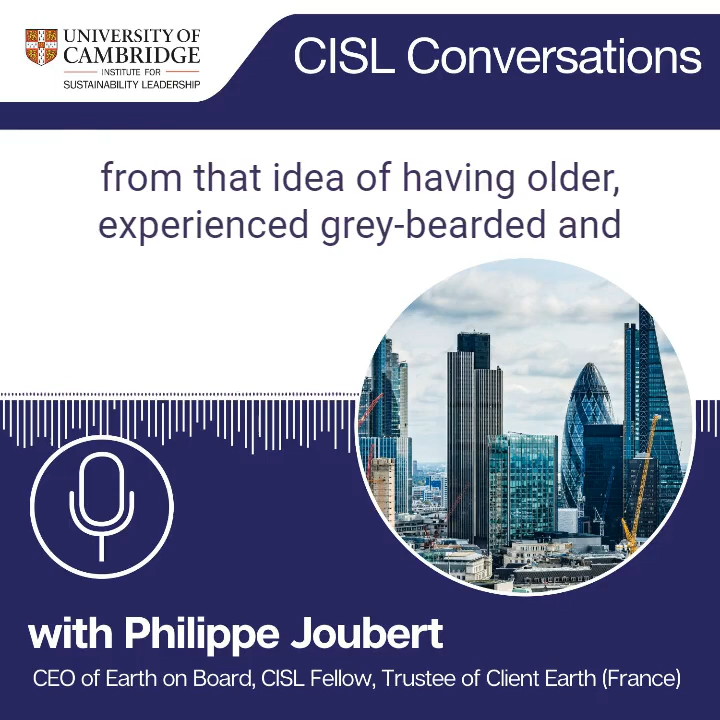 UNIVERSITY OF
CAMBRIDGE
INSTITUTE FOR
SUSTAINABILITY LEADERSHIP
CISL Conversations
from that idea of having older,
experienced grey-bearded and
with Philippe Joubert
CEO of Earth on Board, CISL Fellow, Trustee of Client Earth (France)